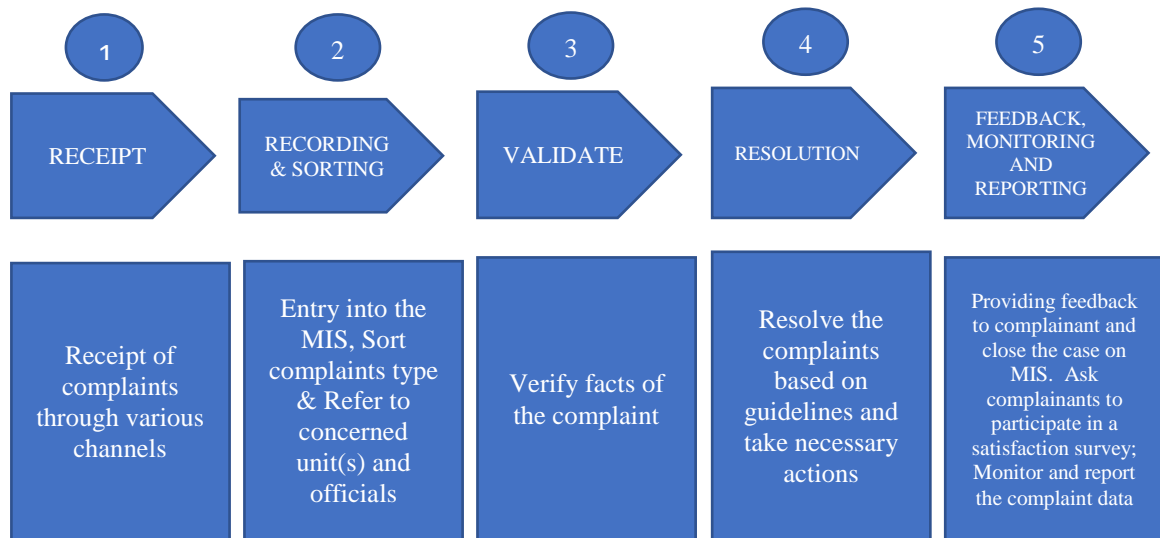 1
2
3
4
5
RECEIPT
RECORDING
& SORTING
VALIDATE
RESOLUTION
FEEDBACK,
MONITORING
AND
REPORTING
Receipt of
complaints
through various
channels
Entry into the
MIS, Sort
complaints type
& Refer to
concerned
unit(s) and
officials
Verify facts of
the complaint
Resolve the
complaints
based on
guidelines and
take necessary
actions
Providing feedback
to complainant and
close the case on
MIS. Ask
complainants to
participate in a
satisfaction survey;
Monitor and report
the complaint data